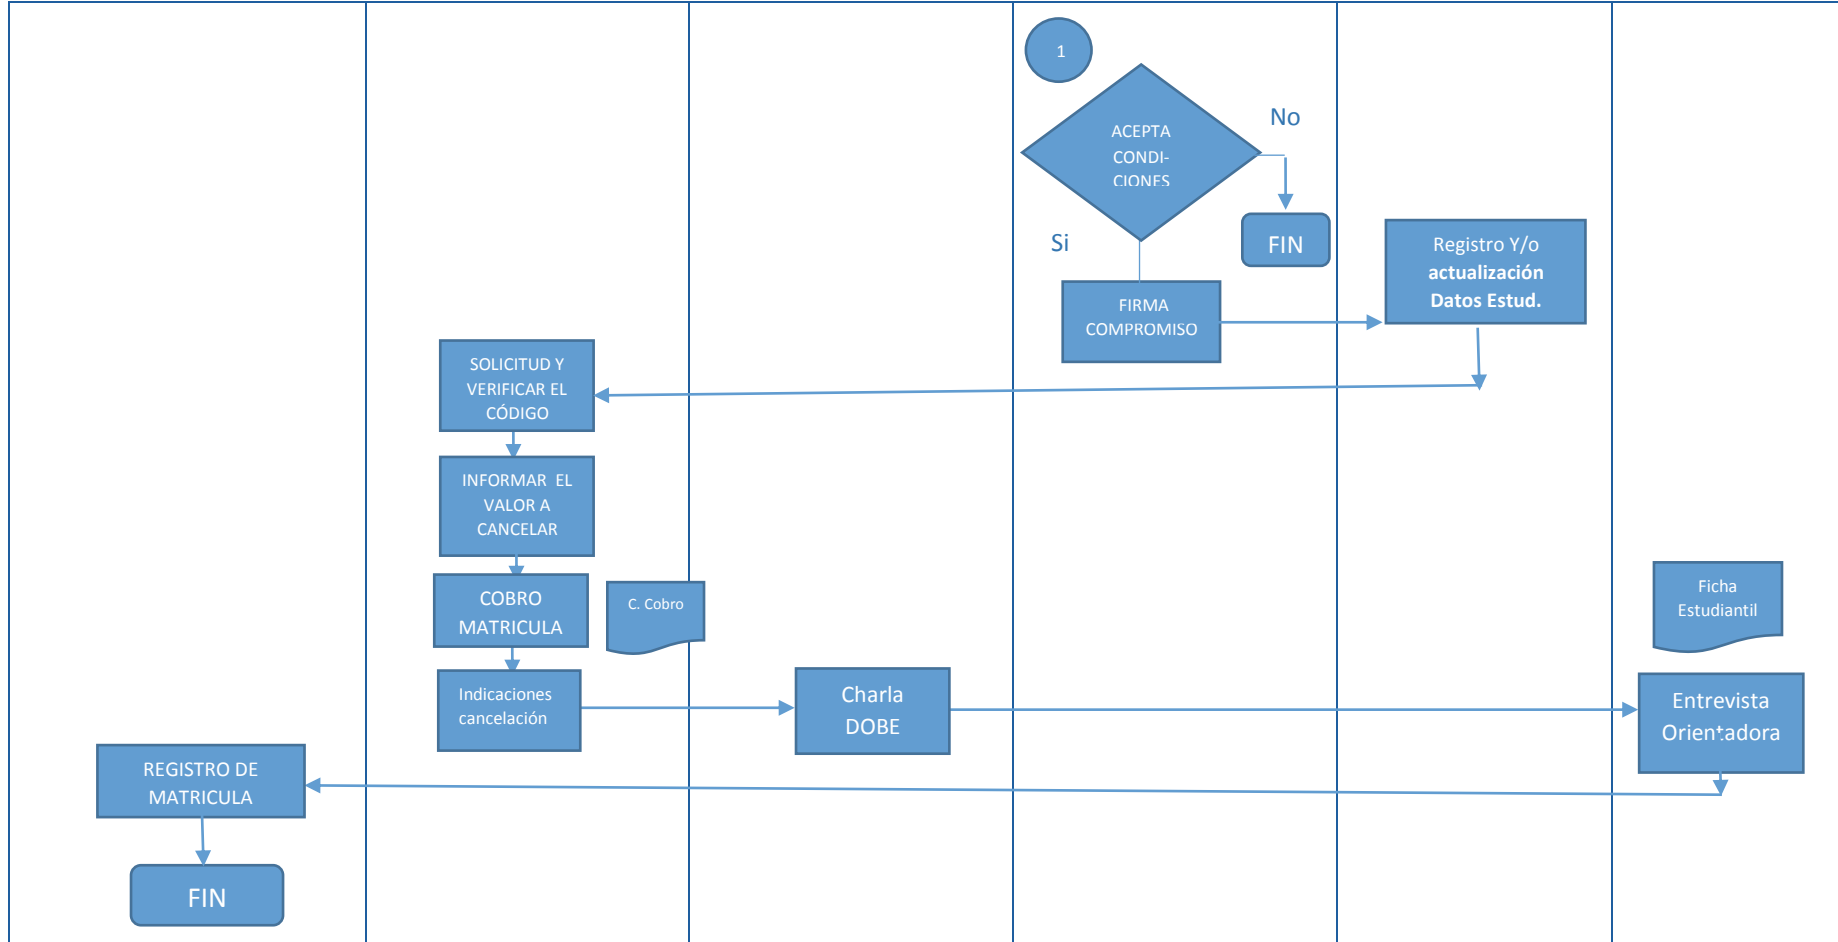 1
ACEPTA
CONDI-
CIONES
No
FIN
Si
FIRMA
COMPROMISO
Registro Y/o
actualización
Datos Estud.
SOLICITUD Y
VERIFICAR EL
CÓDIGO
INFORMAR  EL
VALOR A
CANCELAR
COBRO
MATRICULA
C. Cobro
Indicaciones
cancelación
Charla
DOBE
Ficha
Estudiantil
Entrevista
Orientadora
REGISTRO DE
MATRICULA
FIN